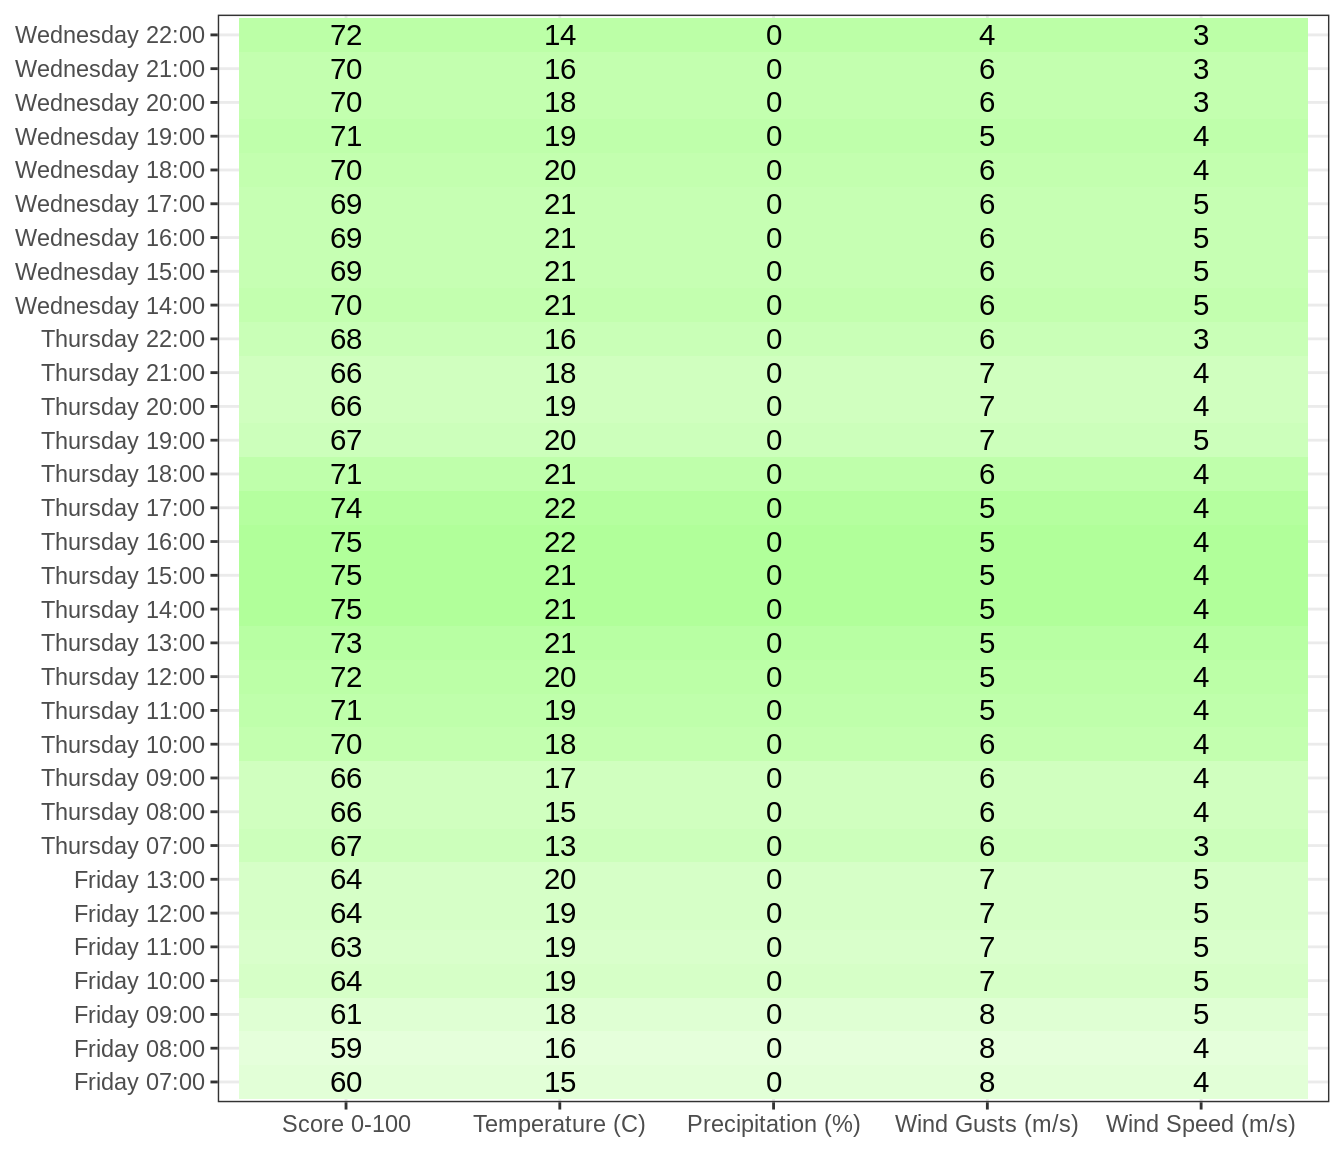 Wednesday 22:00 72 14 0 4 3
Wednesday 21:00 70 16 0 6 3
Wednesday 20:00 70 18 0 6 3
Wednesday 19:00 71 19 0 5 4
Wednesday 18:00 70 20 0 6 4
Wednesday 17:00 69 21 0 6 5
Wednesday 16:00 69 21 0 6 5
Wednesday 15:00 69 21 0 6 5
Wednesday 14:00 70 21 0 6 5
Thursday 22:00 68 16 0 6 3
Thursday 21:00 66 18 0 7 4
Thursday 20:00 66 19 0 7 4
Thursday 19:00 67 20 0 7 5
Thursday 18:00 71 21 0 6 4
Thursday 17:00 74 22 0 5 4
Thursday 16:00 75 22 0 5 4
Thursday 15:00 75 21 0 5 4
Thursday 14:00 75 21 0 5 4
Thursday 13:00 73 21 0 5 4
Thursday 12:00 72 20 0 5 4
Thursday 11:00 71 19 0 5 4
Thursday 10:00 70 18 0 6 4
Thursday 09:00 66 17 0 6 4
Thursday 08:00 66 15 0 6 4
Thursday 07:00 67 13 0 6 3
Friday 13:00 64 20 0 7 5
Friday 12:00 64 19 0 7 5
Friday 11:00 63 19 0 7 5
Friday 10:00 64 19 0 7 5
Friday 09:00 61 18 0 8 5
Friday 08:00 59 16 0 8 4
Friday 07:00 60 15 0 8 4
Score 0-100 Temperature (C) Precipitation (%) Wind Gusts (m/s) Wind Speed (m/s)